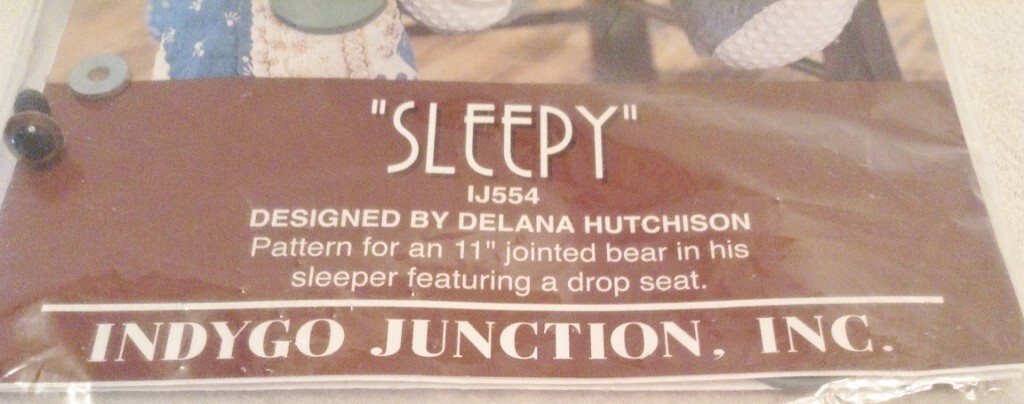 "SLEEPY"
IJ554
DESIGNED BY DELANA HUTCHISON
Pattern for an 11" jointed bear in his
sleeper featuring a drop seat.
INDYGO JUNCTION, INC.